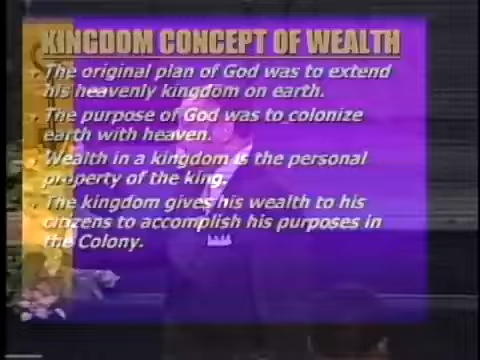 KINGDOM CONCEPT OF WEALTH
The original plan of God was to extend
his heavenly kingdom on earth.
The purpose of God was to colonize
earth with heaven.
Wealth in a kingdom is the personal
property of the king.
The kingdom gives his wealth to his
citizens to accomplish his purposes in
the Colony.